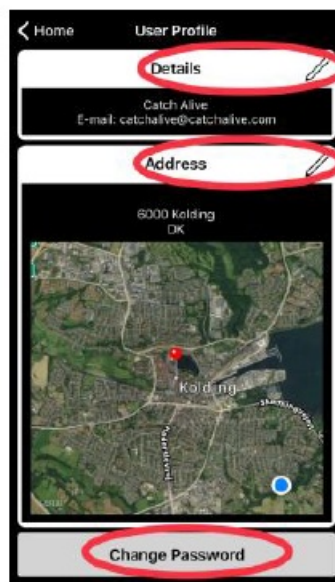 Home
User Profile
Details
Catch Alive
E-mail: catchalive@catchalive.com
Address
6000 Kolding
DK
Kolding
Change Password